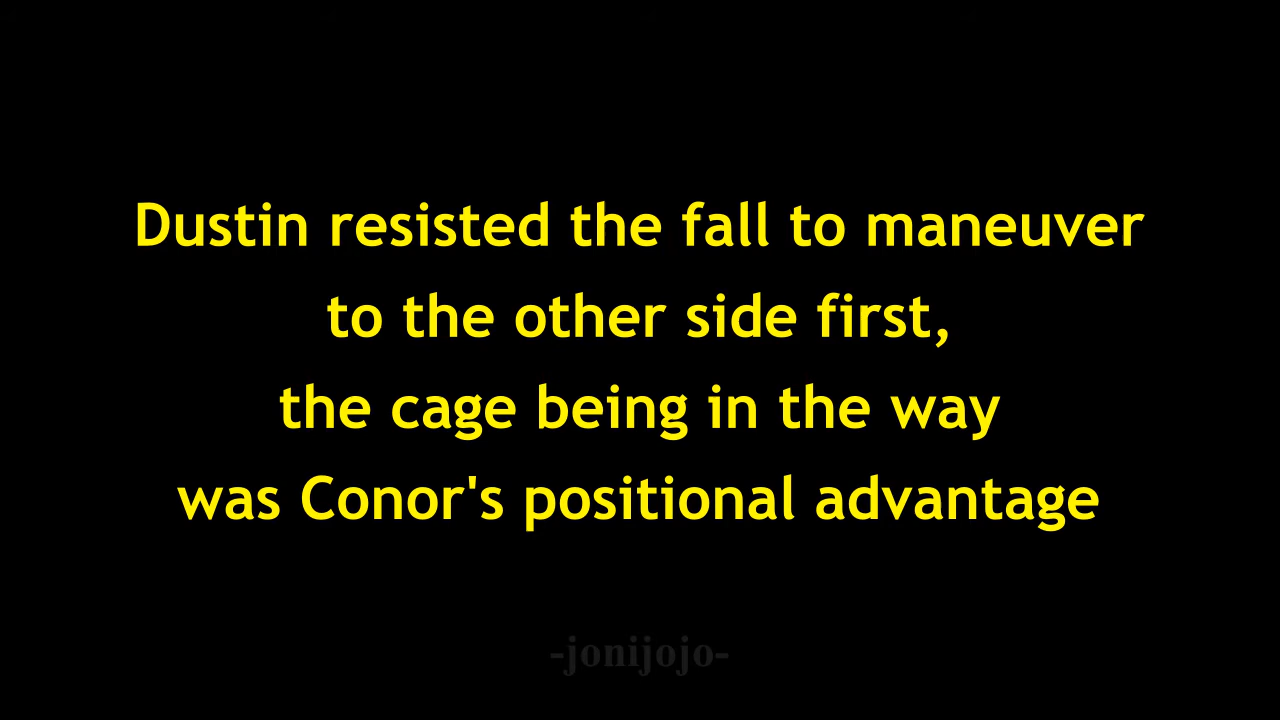 Dustin resisted the fall to maneuver
to the other side first,
the cage being in the way
was Conor's positional advantage
-jonijojo-